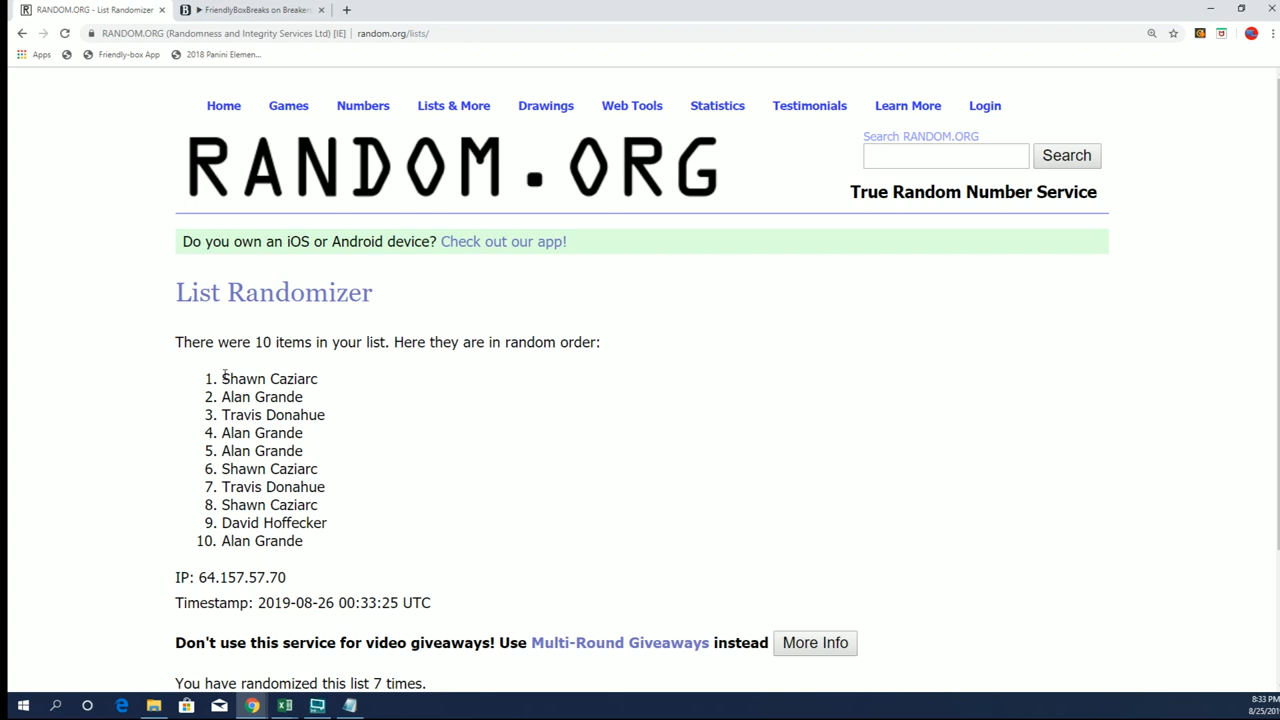 RANDOM.ORG - List Randomizer
FriendlyBoxBreaks on Breakers
RANDOM.ORG (Randomness and Integrity Services Ltd) [IE] | random.org/lists/
Apps Friendly-box App 2018 Panini Elemen...
Home Games Numbers Lists & More Drawings Web Tools Statistics Testimonials Learn More Login
RANDOM.ORG
Search RANDOM.ORG
Search
True Random Number Service
Do you own an iOS or Android device? Check out our app!
List Randomizer
There were 10 items in your list. Here they are in random order:
1. Shawn Caziarc
2. Alan Grande
3. Travis Donahue
4. Alan Grande
5. Alan Grande
6. Shawn Caziarc
7. Travis Donahue
8. Shawn Caziarc
9. David Hoffecker
10. Alan Grande
IP: 64.157.57.70
Timestamp: 2019-08-26 00:33:25 UTC
Don't use this service for video giveaways! Use Multi-Round Giveaways instead More Info
You have randomized this list 7 times.
8:33 PM
8/25/201